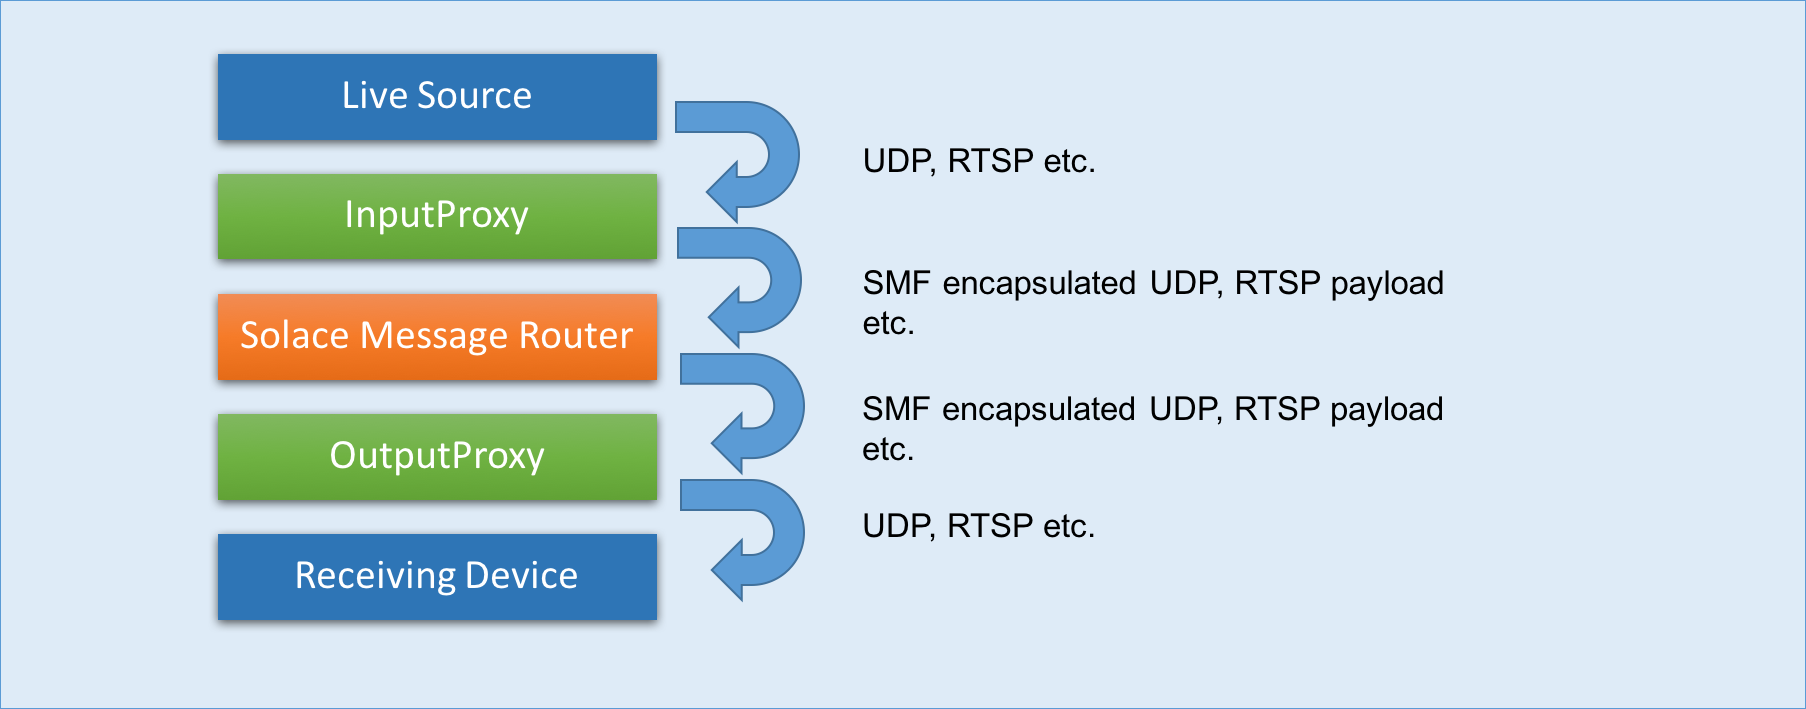 Live Source
UDP, RTSP etc.
InputProxy
SMF encapsulated UDP, RTSP payload
etc.
Solace Message Router
SMF encapsulated UDP, RTSP payload
etc.
OutputProxy
UDP, RTSP etc.
Receiving Device